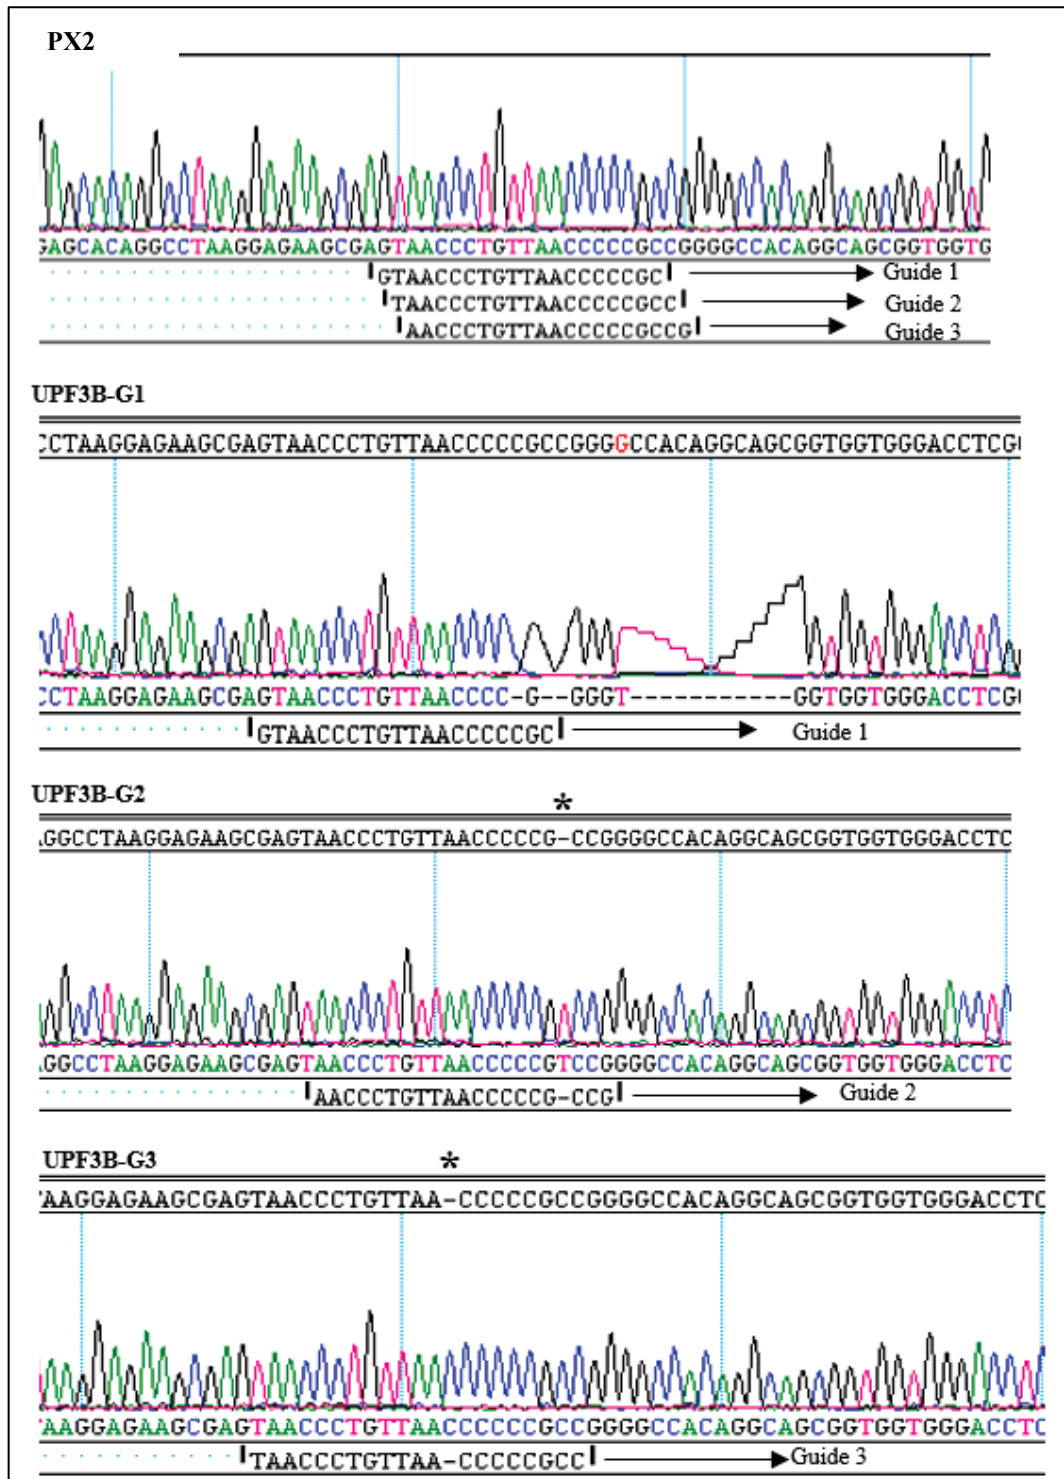 PX2
GAGCACAGGCCTAAGGAGAAGCGAGTAACCCTGTTAACCCCCGCCGGGGCCACAGGCAGCGGTGGTG
GTAACCCTGTTAACCCCCGC Guide 1
TAACCCTGTTAACCCCCGCC Guide 2
AACCCTGTTAACCCCCGCCG Guide 3
UPF3B-G1
CCTAAGGAGAAGCGAGTAACCCTGTTAACCCCCGCCGGGGCCACAGGCAGCGGTGGTGGGACCTCG
CCTAAGGAGAAGCGAGTAACCCTGTTAACCCC-G--GGGT-----------GGTGGTGGGACCTCG
GTAACCCTGTTAACCCCCGC Guide 1
UPF3B-G2
*
GGCCTAAGGAGAAGCGAGTAACCCTGTTAACCCCCG-CCGGGGCCACAGGCAGCGGTGGTGGGACCTC
GGCCTAAGGAGAAGCGAGTAACCCTGTTAACCCCCGTCCGGGGCCACAGGCAGCGGTGGTGGGACCTC
AACCCTGTTAACCCCCG-CCG Guide 2
UPF3B-G3 *
AAGGAGAAGCGAGTAACCCTGTTAA-CCCCCGCCGGGGCCACAGGCAGCGGTGGTGGGACCTC
AAGGAGAAGCGAGTAACCCTGTTAACCCCCCGCCGGGGCCACAGGCAGCGGTGGTGGGACCTC
TAACCCTGTTAA-CCCCCGCC Guide 3